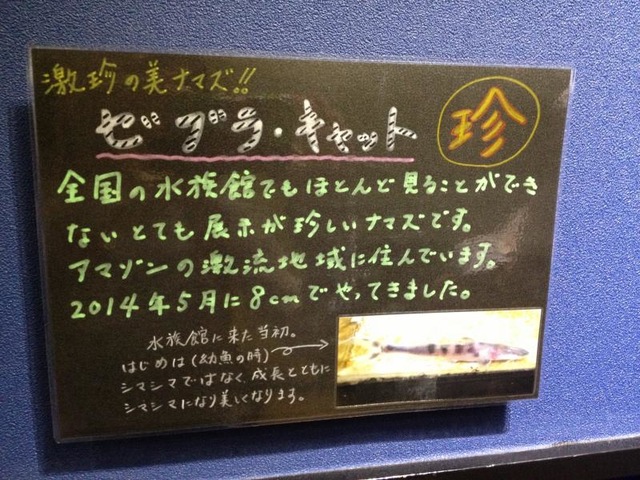 激珍の美ナマズ!!
ゼブラ・キャット
珍
全国の水族館でもほとんど見ることができ
ないとても展示が珍しいナマズです。
アマゾンの激流地域に住んでいます。
2014年5月に8cmでやってきました。
水族館に来た当初。
はじめは(幼魚の時)
シマシマではなく、成長とともに
シマシマになり美しくなります。